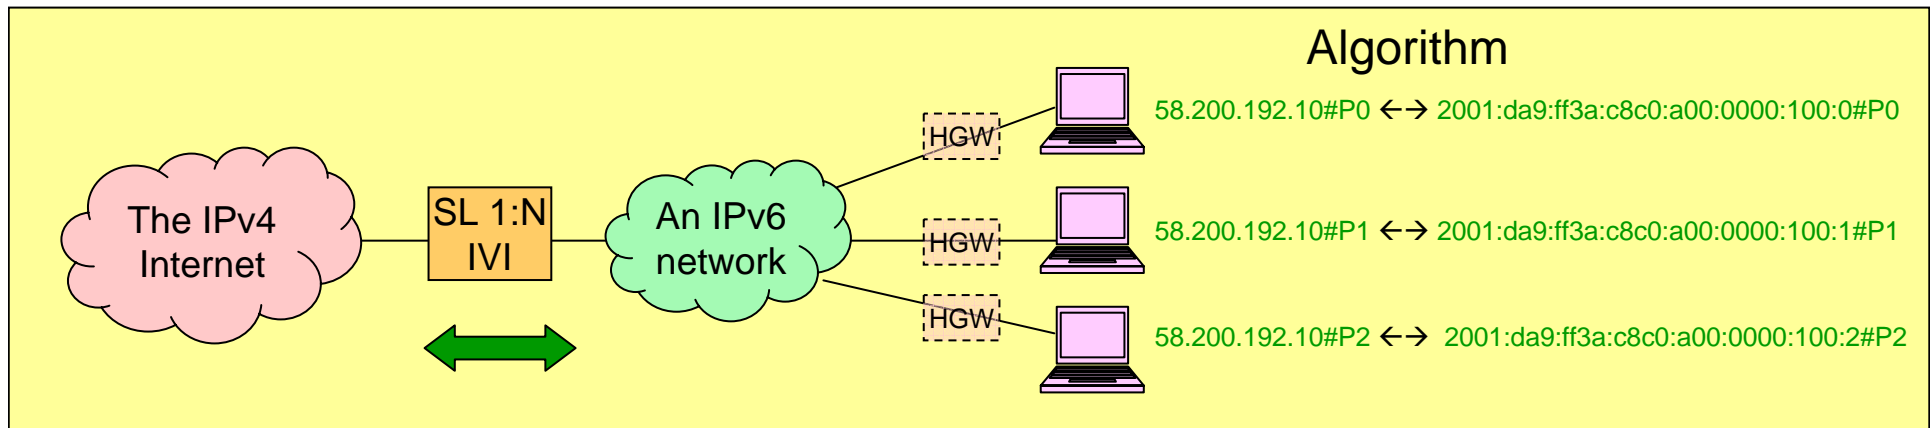 Algorithm
HGW
58.200.192.10#P0 ←→ 2001:da9:ff3a:c8c0:a00:0000:100:0#P0
The IPv4
Internet
SL 1:N
IVI
An IPv6
network
HGW
58.200.192.10#P1 ←→ 2001:da9:ff3a:c8c0:a00:0000:100:1#P1
HGW
58.200.192.10#P2 ←→ 2001:da9:ff3a:c8c0:a00:0000:100:2#P2